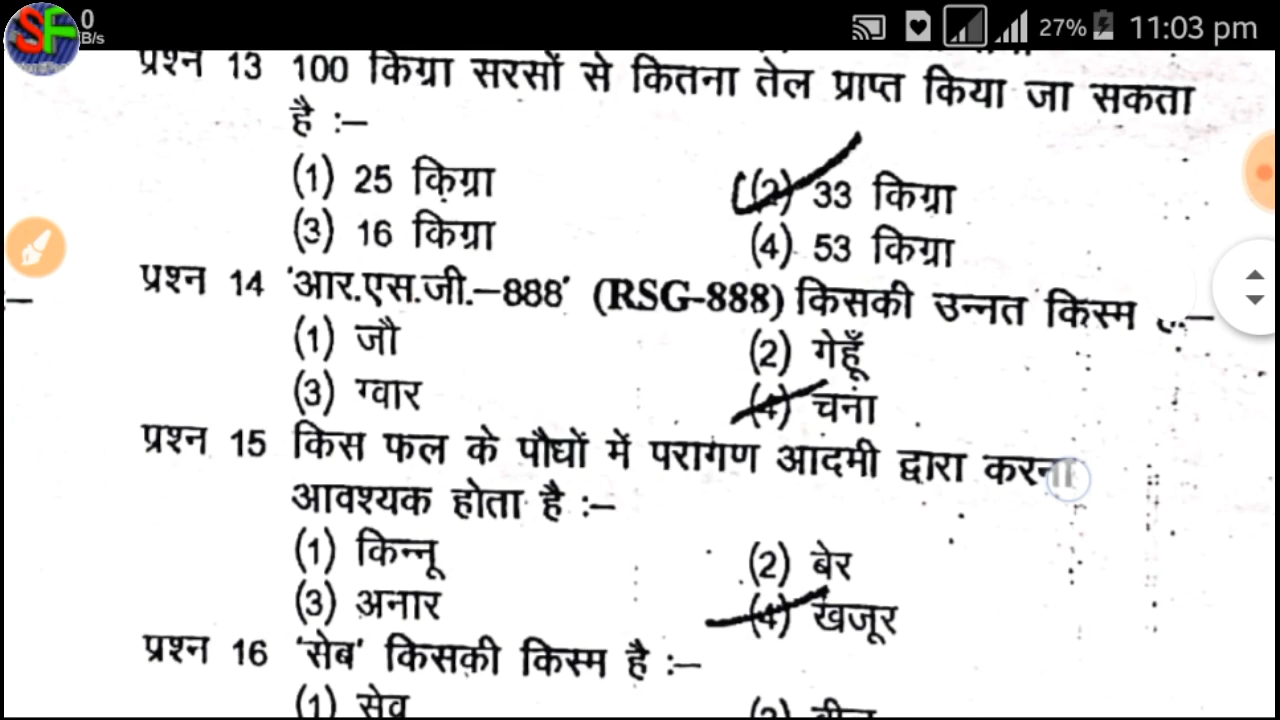 SF
0
B/s
27%
11:03 pm
प्रश्न 13 100 किग्रा सरसों से कितना तेल प्राप्त किया जा सकता
है :–
(1) 25 किग्रा (2) 33 किग्रा
(3) 16 किग्रा (4) 53 किग्रा
प्रश्न 14 'आर.एस.जी.–888' (RSG-888) किसकी उन्नत किस्म
(1) जौ (2) गेहूँ
(3) ग्वार (4) चना
प्रश्न 15 किस फल के पौधों में परागण आदमी द्वारा करना
आवश्यक होता है :–
(1) किन्नू (2) बेर
(3) अनार (4) खजूर
प्रश्न 16 'सेब' किसकी किस्म है :–
(1) सेव